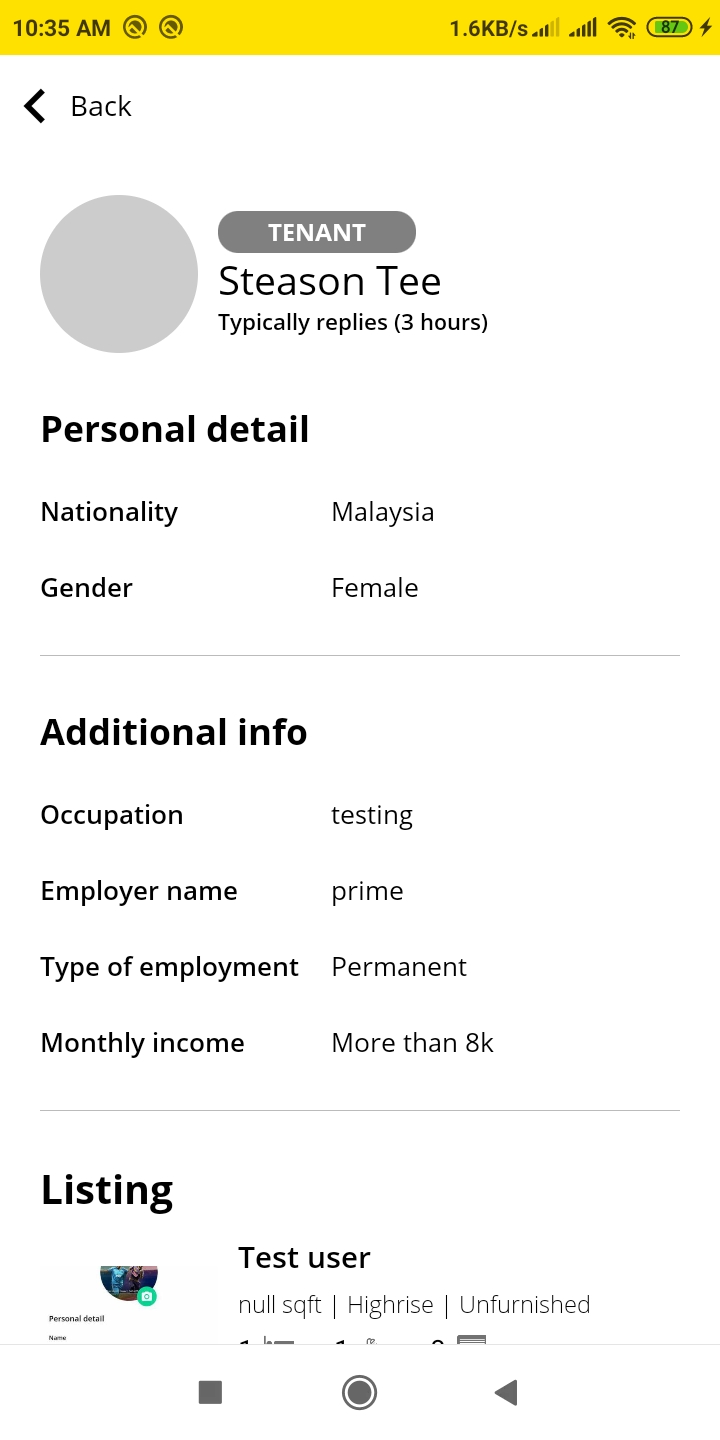 10:35 AM 1.6KB/s 87
Back
TENANT
Steason Tee
Typically replies (3 hours)
Personal detail
Nationality Malaysia
Gender Female
Additional info
Occupation testing
Employer name prime
Type of employment Permanent
Monthly income More than 8k
Listing
Test user
null sqft | Highrise | Unfurnished
Personal detail
Name